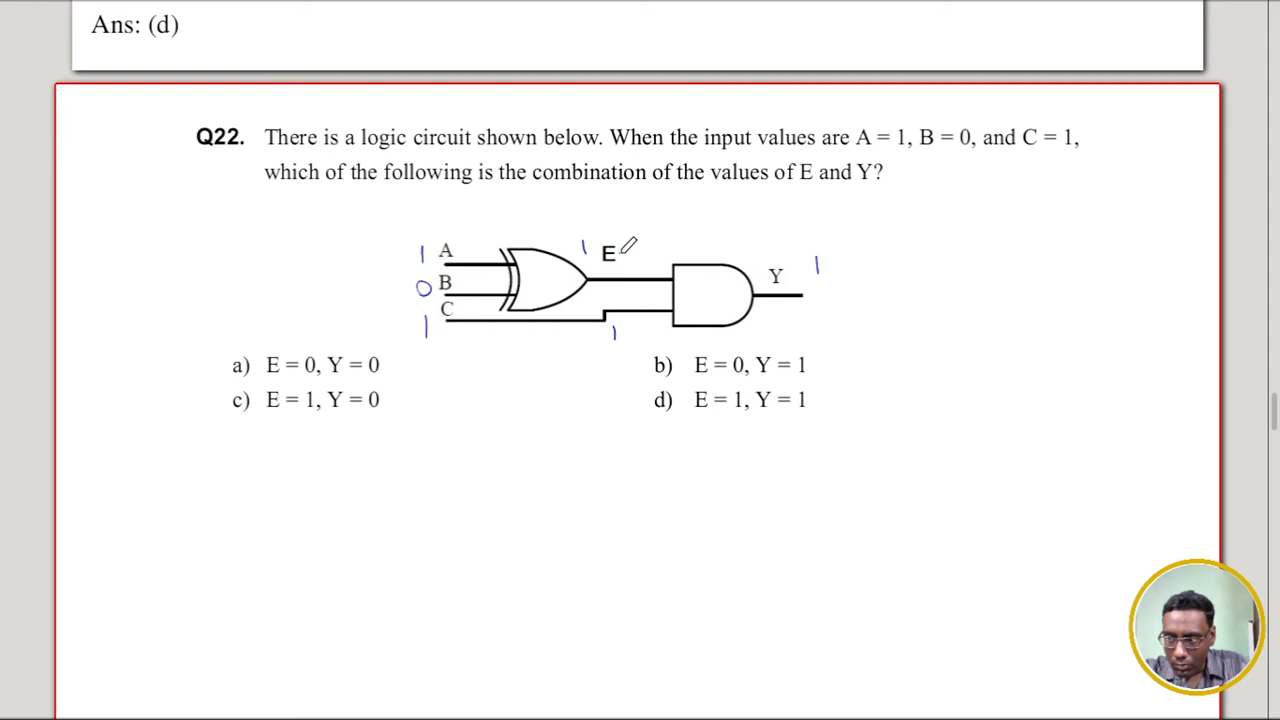 Ans: (d)
Q22. There is a logic circuit shown below. When the input values are A = 1, B = 0, and C = 1,
which of the following is the combination of the values of E and Y?
1 A
1 E
0 B
Y 1
C
1
1
a) E = 0, Y = 0
b) E = 0, Y = 1
c) E = 1, Y = 0
d) E = 1, Y = 1